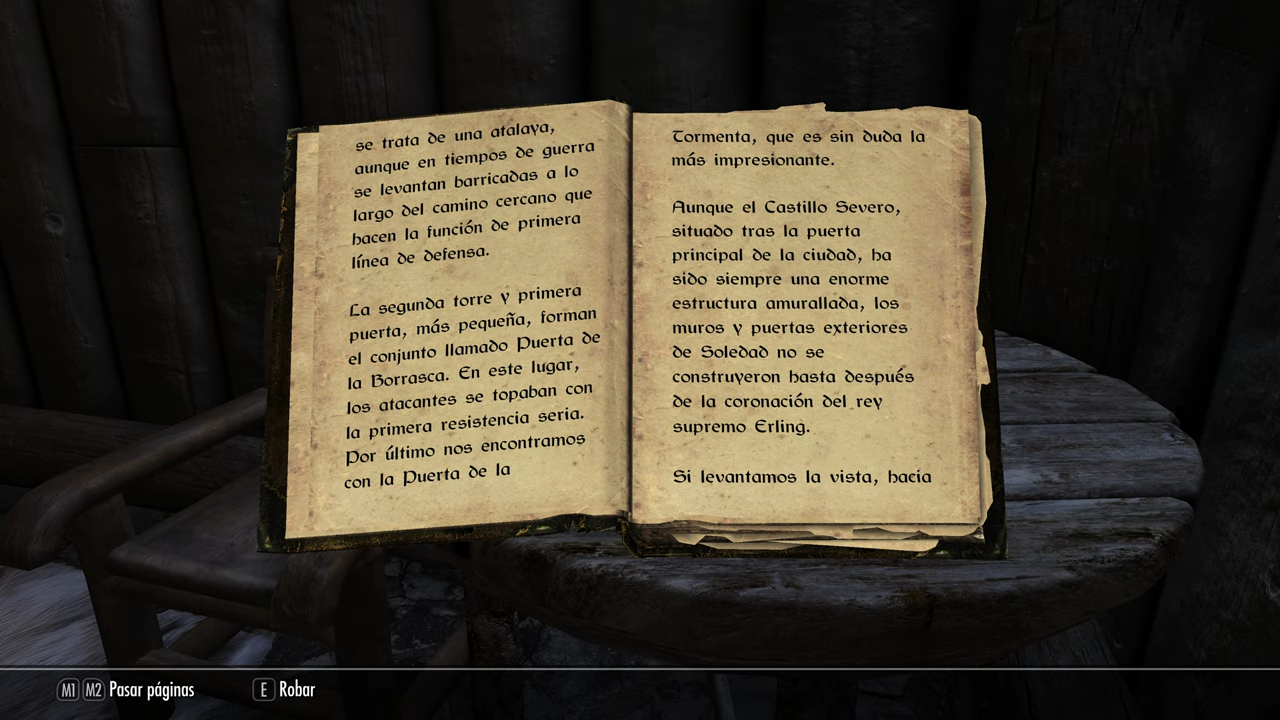 se trata de una atalaya,
aunque en tiempos de guerra
se levantan barricadas a lo
largo del camino cercano que
hacen la función de primera
línea de defensa.
La segunda torre y primera
puerta, más pequeña, forman
el conjunto llamado Puerta de
la Borrasca. En este lugar,
los atacantes se topaban con
la primera resistencia seria.
Por último nos encontramos
con la Puerta de la
Tormenta, que es sin duda la
más impresionante.
Aunque el Castillo Severo,
situado tras la puerta
principal de la ciudad, ha
sido siempre una enorme
estructura amurallada, los
muros y puertas exteriores
de Soledad no se
construyeron hasta después
de la coronación del rey
supremo Erling.
Si levantamos la vista, hacia
M1 M2 Pasar páginas
E Robar